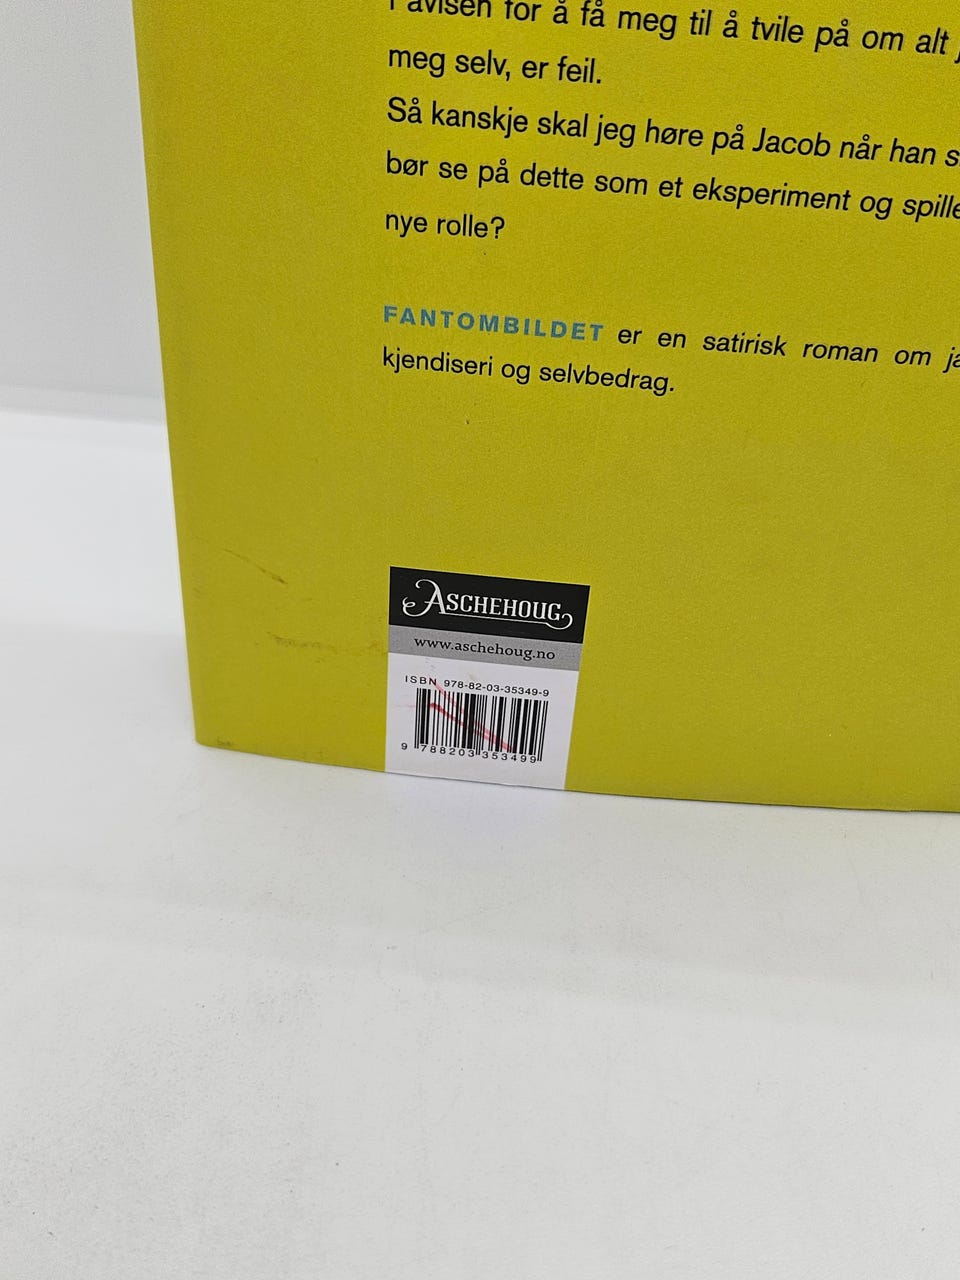 I avisen for å få meg til å tvile på om alt
meg selv, er feil.
Så kanskje skal jeg høre på Jacob når han
bør se på dette som et eksperiment og spille
nye rolle?
FANTOMBILDET er en satirisk roman om
kjendiseri og selvbedrag.
ASCHEHOUG
www.aschehoug.no
ISBN 978-82-03-35349-9
9 788203 353499